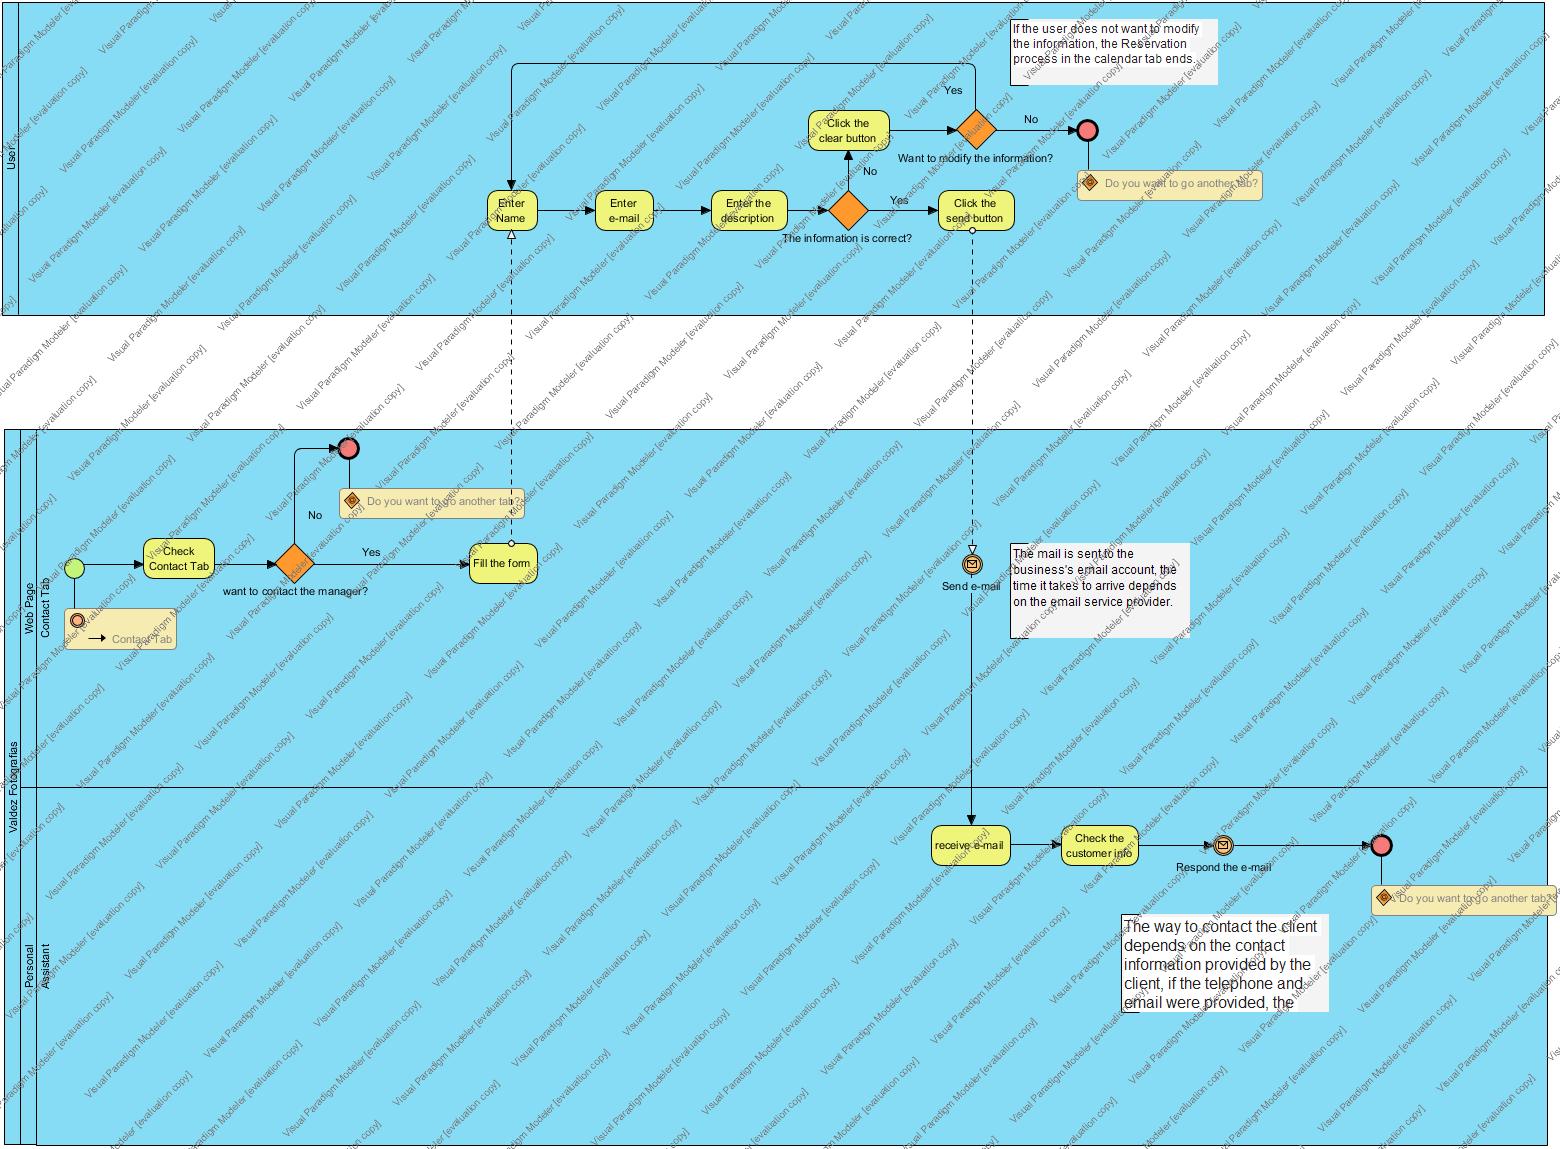 If the user does not want to modify
the information, the Reservation
process in the calendar tab ends.
Yes
Click the
clear button
No
Want to modify the information?
Do you want to go another tab?
User
No
Enter
Name
Enter
e-mail
Enter the
description
Yes
Click the
send button
The information is correct?
Do you want to go another tab?
No
Check
Contact Tab
Yes
Fill the form
want to contact the manager?
Contact Tab
Web Page
Contact Tab
Send e-mail
The mail is sent to the
business's email account, the
time it takes to arrive depends
on the email service provider.
Valdez Fotografias
receive e-mail
Check the
customer info
Respond the e-mail
Do you want to go another tab?
Personal
Assistant
The way to contact the client
depends on the contact
information provided by the
client, if the telephone and
email were provided, the
Visual Paradigm Modeler [evaluation copy]